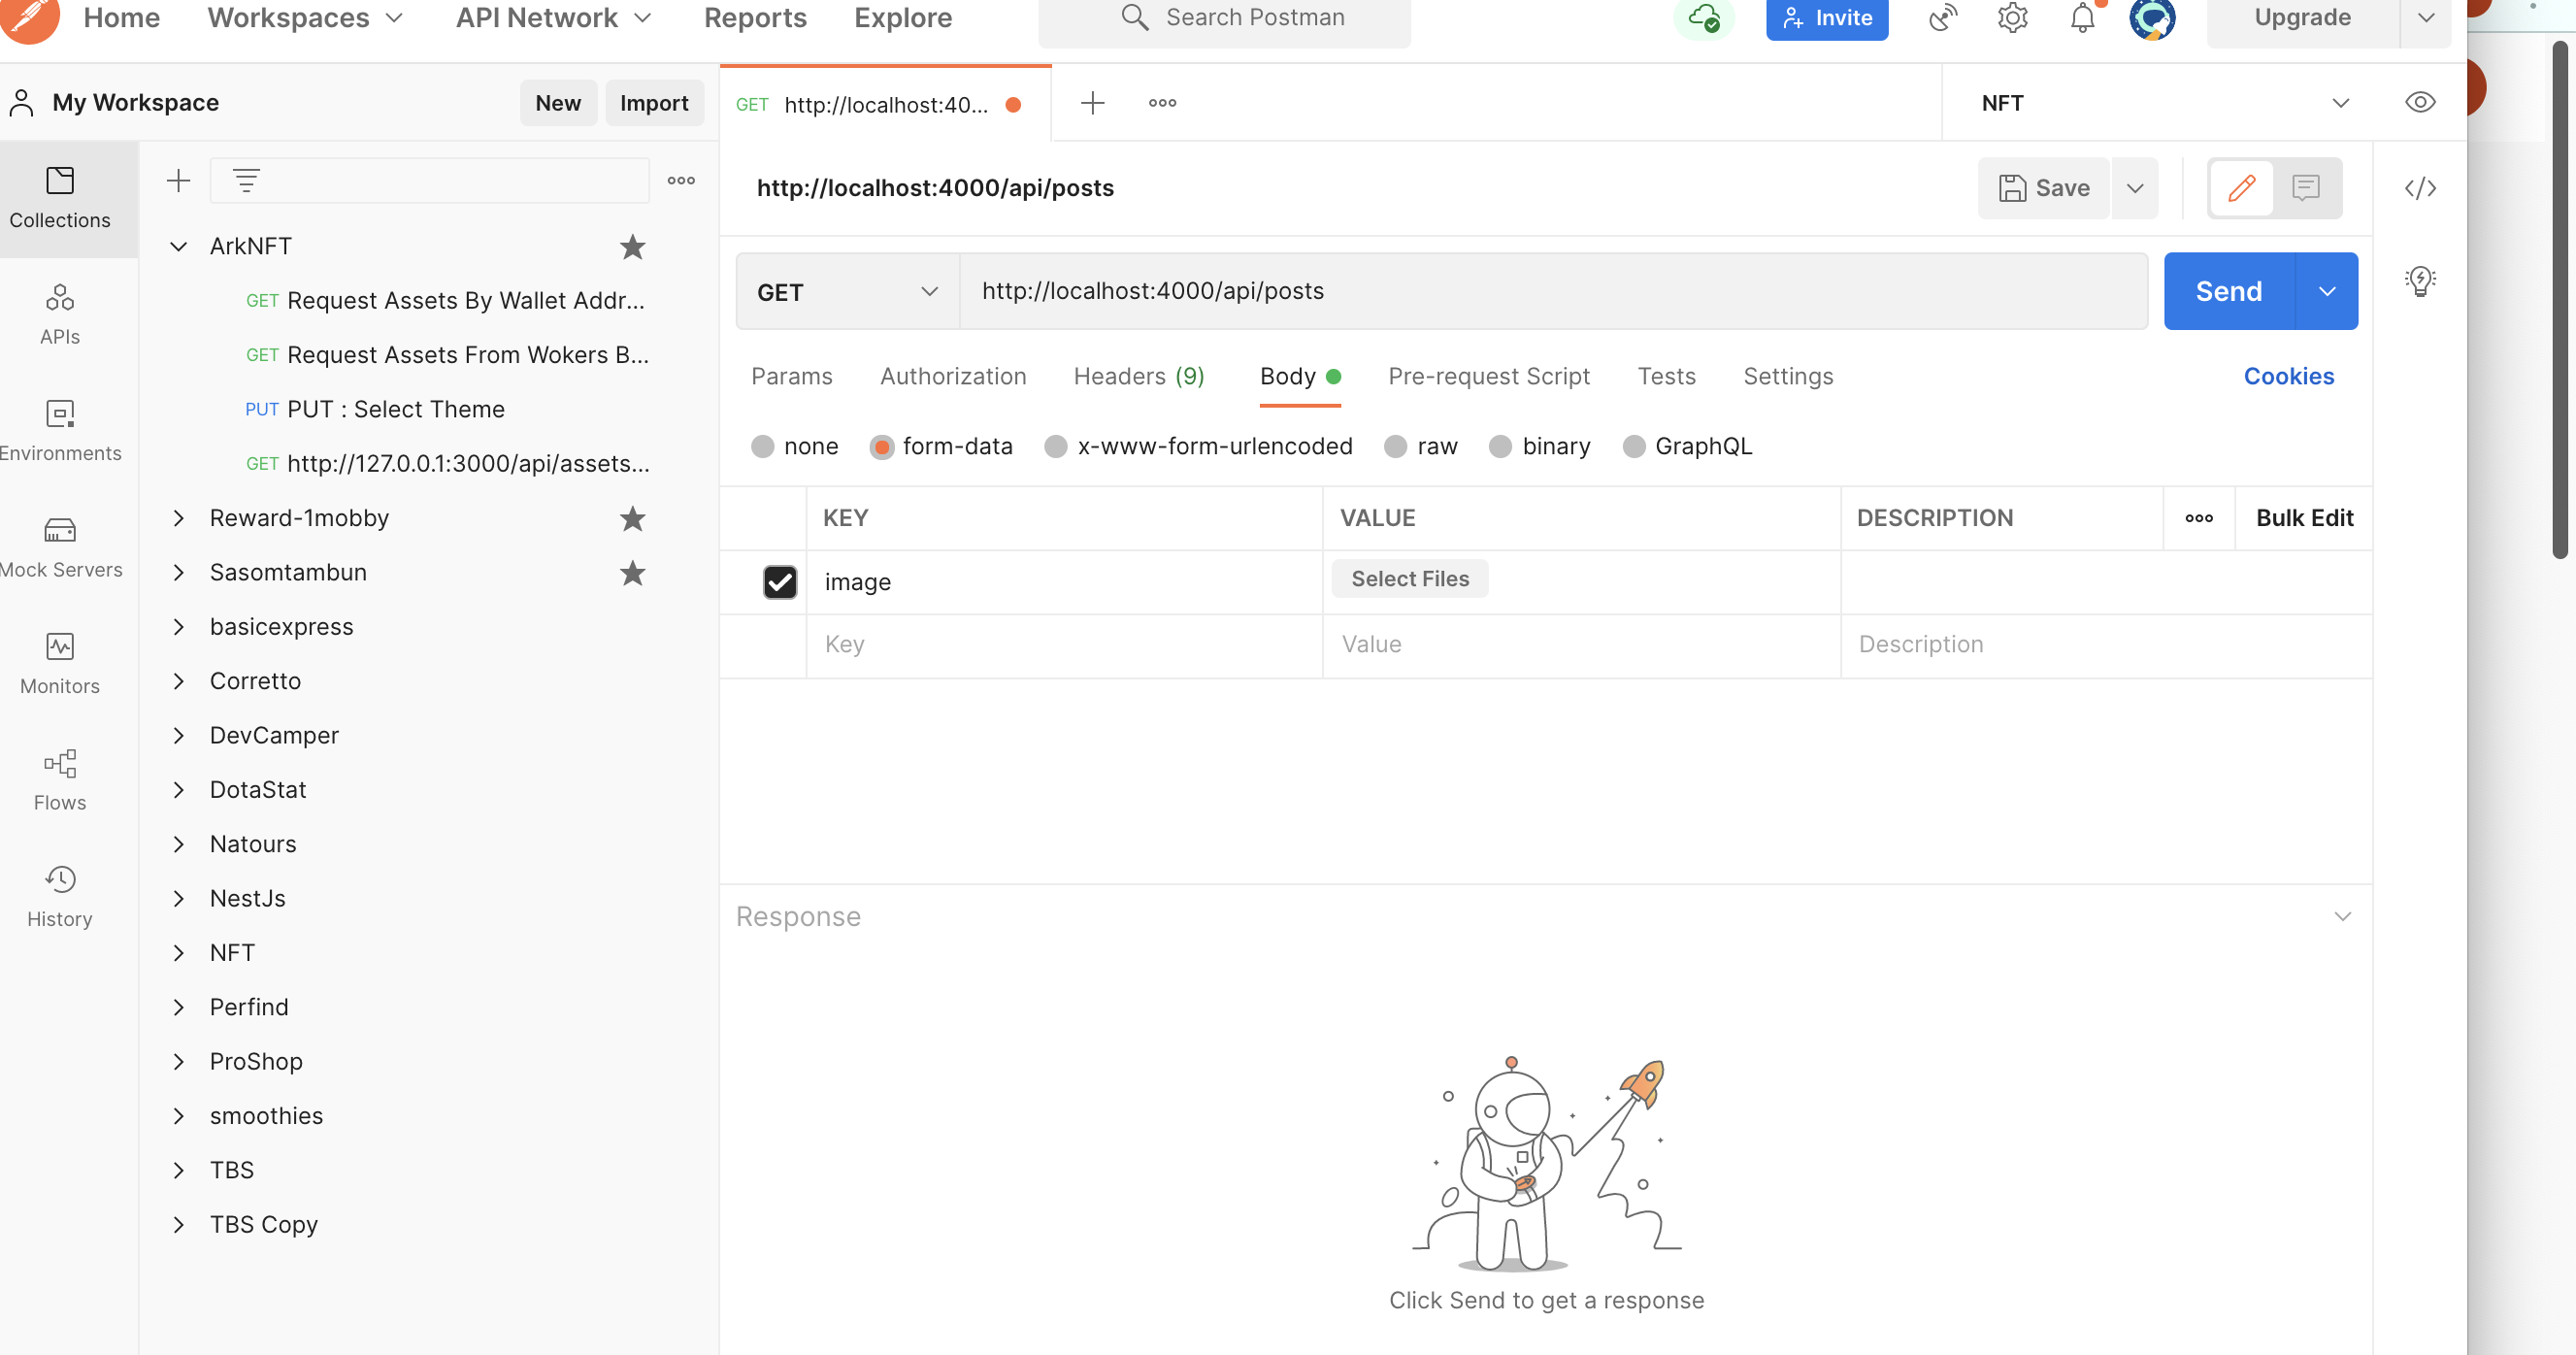 Home Workspaces API Network Reports Explore Search Postman Invite Upgrade
My Workspace New Import GET http://localhost:40... NFT
Collections
APIs
Environments
Mock Servers
Monitors
Flows
History
ArkNFT
GET Request Assets By Wallet Addr...
GET Request Assets From Wokers B...
PUT PUT : Select Theme
GET http://127.0.0.1:3000/api/assets...
Reward-1mobby
Sasomtambun
basicexpress
Corretto
DevCamper
DotaStat
Natours
NestJs
NFT
Perfind
ProShop
smoothies
TBS
TBS Copy
http://localhost:4000/api/posts Save
GET http://localhost:4000/api/posts Send
Params Authorization Headers (9) Body Pre-request Script Tests Settings Cookies
none form-data x-www-form-urlencoded raw binary GraphQL
KEY VALUE DESCRIPTION Bulk Edit
image Select Files
Key Value Description
Response
Click Send to get a response